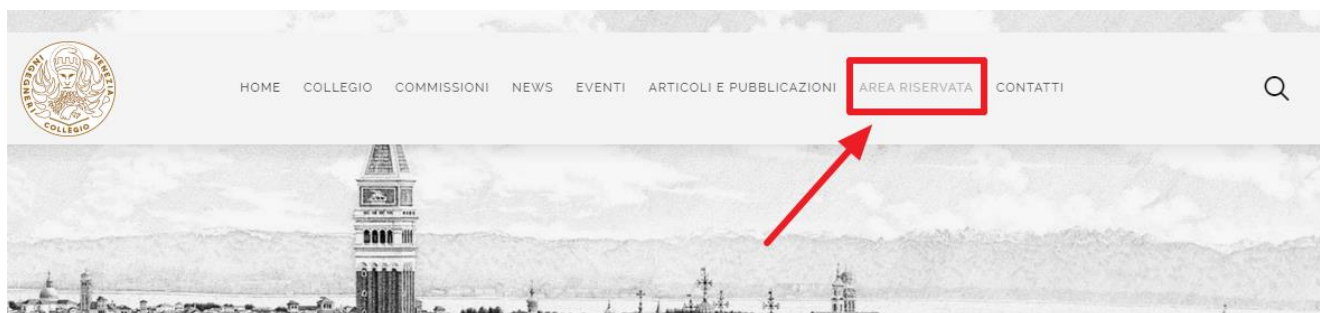 INGEGNERI VENEZIA
COLLEGIO
HOME COLLEGIO COMMISSIONI NEWS EVENTI ARTICOLI E PUBBLICAZIONI AREA RISERVATA CONTATTI